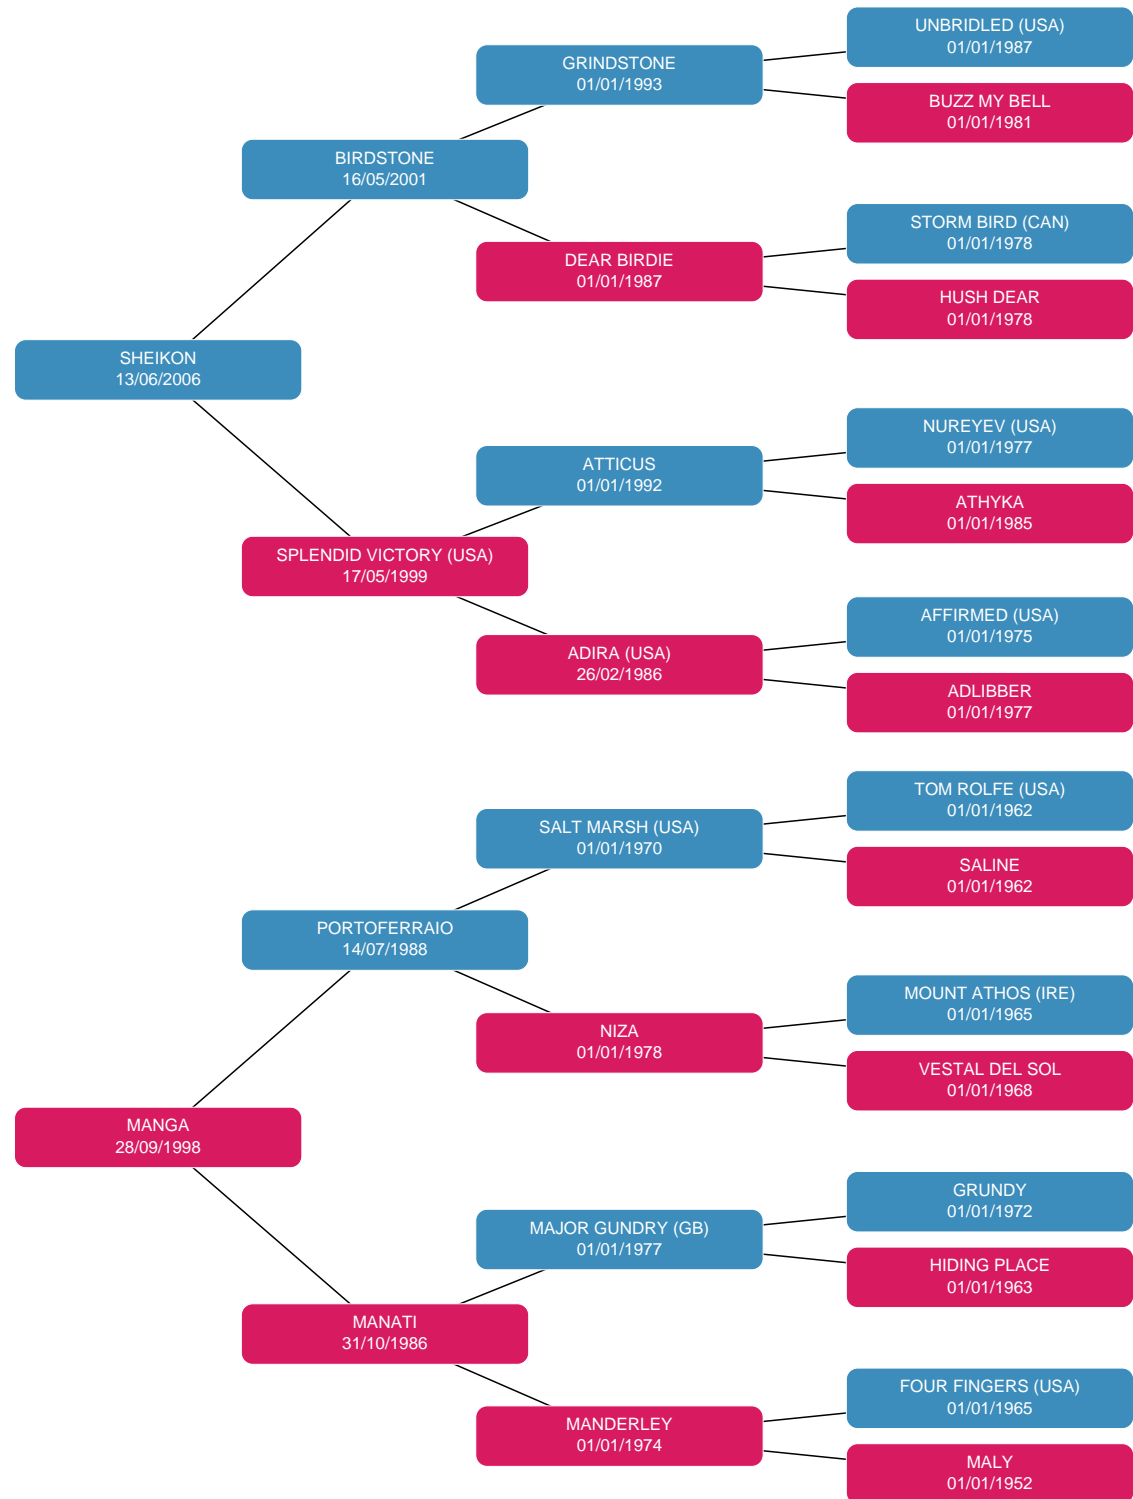 UNBRIDLED (USA)
01/01/1987
GRINDSTONE
01/01/1993
BUZZ MY BELL
01/01/1981
BIRDSTONE
16/05/2001
STORM BIRD (CAN)
01/01/1978
DEAR BIRDIE
01/01/1987
HUSH DEAR
01/01/1978
SHEIKON
13/06/2006
NUREYEV (USA)
01/01/1977
ATTICUS
01/01/1992
ATHYKA
01/01/1985
SPLENDID VICTORY (USA)
17/05/1999
AFFIRMED (USA)
01/01/1975
ADIRA (USA)
26/02/1986
ADLIBBER
01/01/1977
TOM ROLFE (USA)
01/01/1962
SALT MARSH (USA)
01/01/1970
SALINE
01/01/1962
PORTOFERRAIO
14/07/1988
MOUNT ATHOS (IRE)
01/01/1965
NIZA
01/01/1978
VESTAL DEL SOL
01/01/1968
MANGA
28/09/1998
GRUNDY
01/01/1972
MAJOR GUNDRY (GB)
01/01/1977
HIDING PLACE
01/01/1963
MANATI
31/10/1986
FOUR FINGERS (USA)
01/01/1965
MANDERLEY
01/01/1974
MALY
01/01/1952